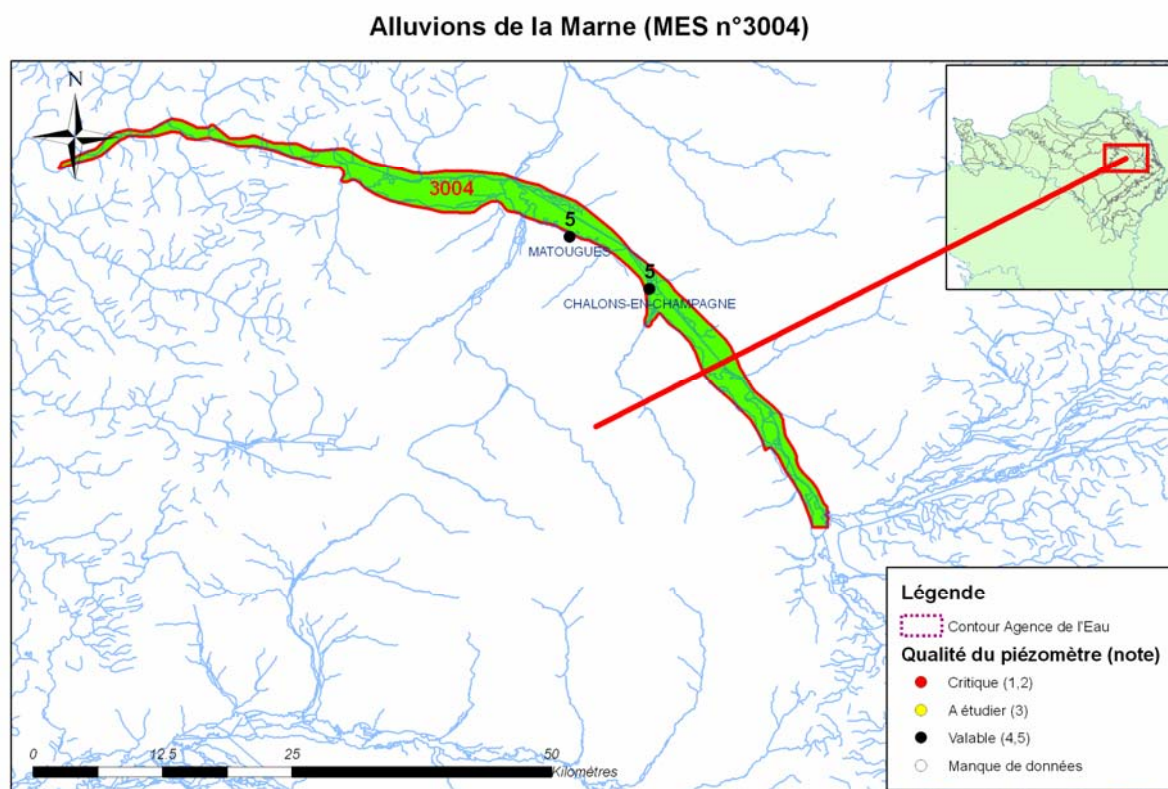 Alluvions de la Marne (MES n°3004)
N
3004
5
MATOUGUES
5
CHALONS-EN-CHAMPAGNE
Légende
Contour Agence de l'Eau
Qualité du piézomètre (note)
Critique (1,2)
A étudier (3)
Valable (4,5)
Manque de données
0 12.5 25 50
Kilomètres